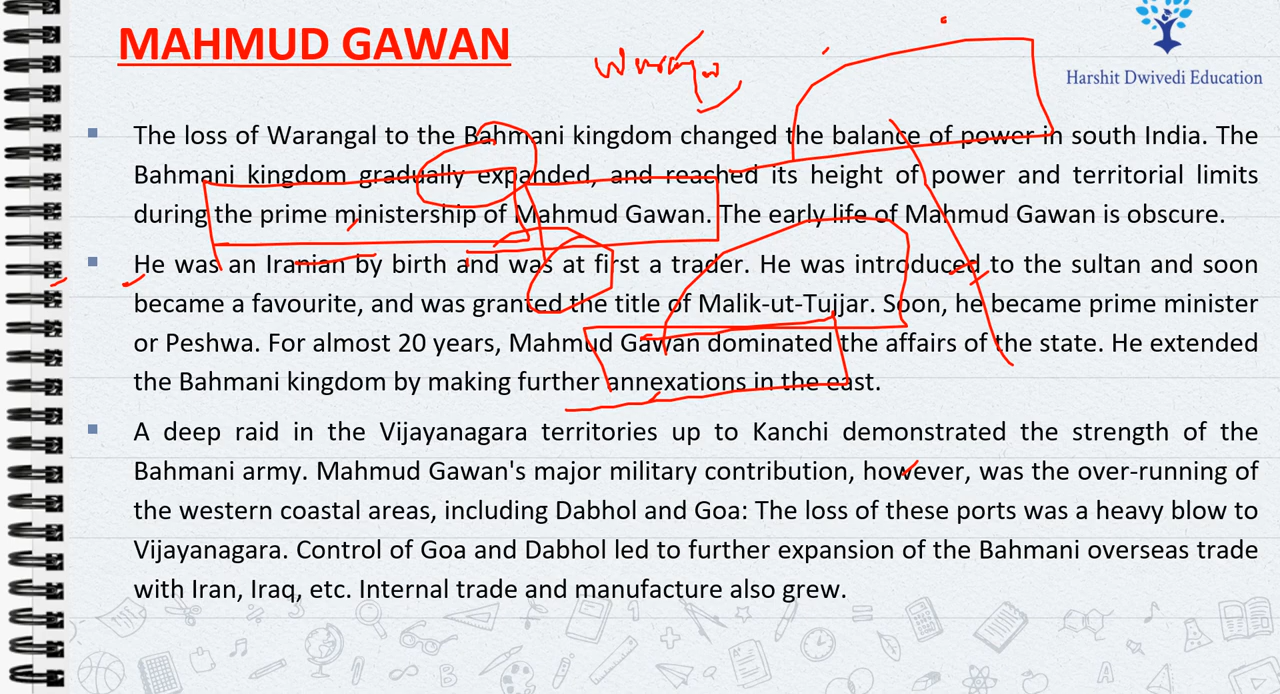 MAHMUD GAWAN
Harshit Dwivedi Education
The loss of Warangal to the Bahmani kingdom changed the balance of power in south India. The
Bahmani kingdom gradually expanded, and reached its height of power and territorial limits
during the prime ministership of Mahmud Gawan. The early life of Mahmud Gawan is obscure.
He was an Iranian by birth and was at first a trader. He was introduced to the sultan and soon
became a favourite, and was granted the title of Malik-ut-Tujjar. Soon, he became prime minister
or Peshwa. For almost 20 years, Mahmud Gawan dominated the affairs of the state. He extended
the Bahmani kingdom by making further annexations in the east.
A deep raid in the Vijayanagara territories up to Kanchi demonstrated the strength of the
Bahmani army. Mahmud Gawan's major military contribution, however, was the over-running of
the western coastal areas, including Dabhol and Goa: The loss of these ports was a heavy blow to
Vijayanagara. Control of Goa and Dabhol led to further expansion of the Bahmani overseas trade
with Iran, Iraq, etc. Internal trade and manufacture also grew.